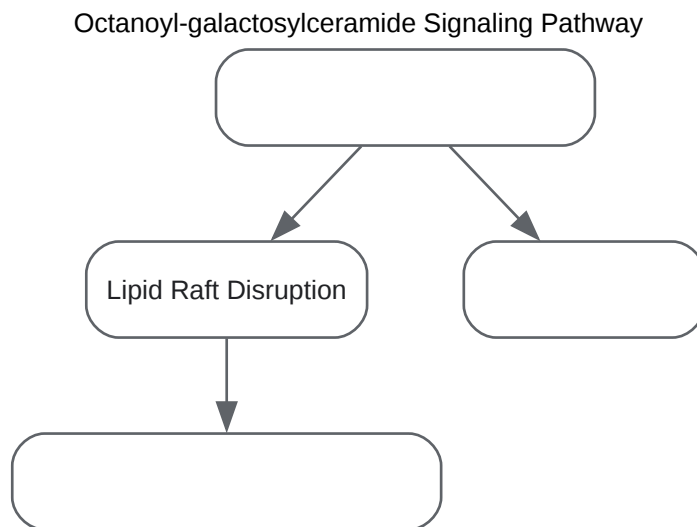 Octanoyl-galactosylceramide Signaling Pathway
Lipid Raft Disruption